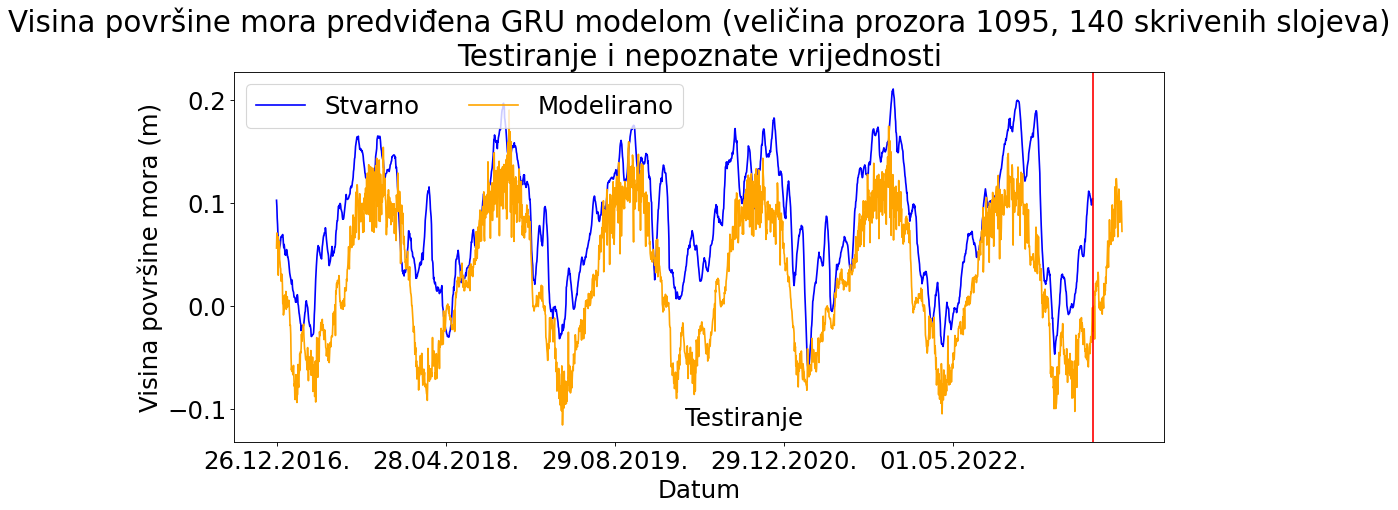 Visina površine mora predviđena GRU modelom (veličina prozora 1095, 140 skrivenih slojeva)
Testiranje i nepoznate vrijednosti
Stvarno Modelirano
Visina površine mora (m)
0.2
0.1
0.0
−0.1
Testiranje
26.12.2016. 28.04.2018. 29.08.2019. 29.12.2020. 01.05.2022.
Datum